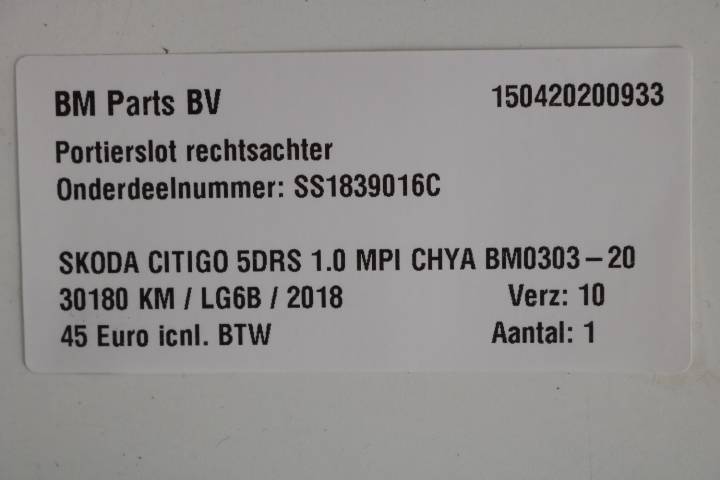 BM Parts BV 150420200933
Portierslot rechtsachter
Onderdeelnummer: SS1839016C
SKODA CITIGO 5DRS 1.0 MPI CHYA BM0303-20
30180 KM / LG6B / 2018 Verz: 10
45 Euro icnl. BTW Aantal: 1